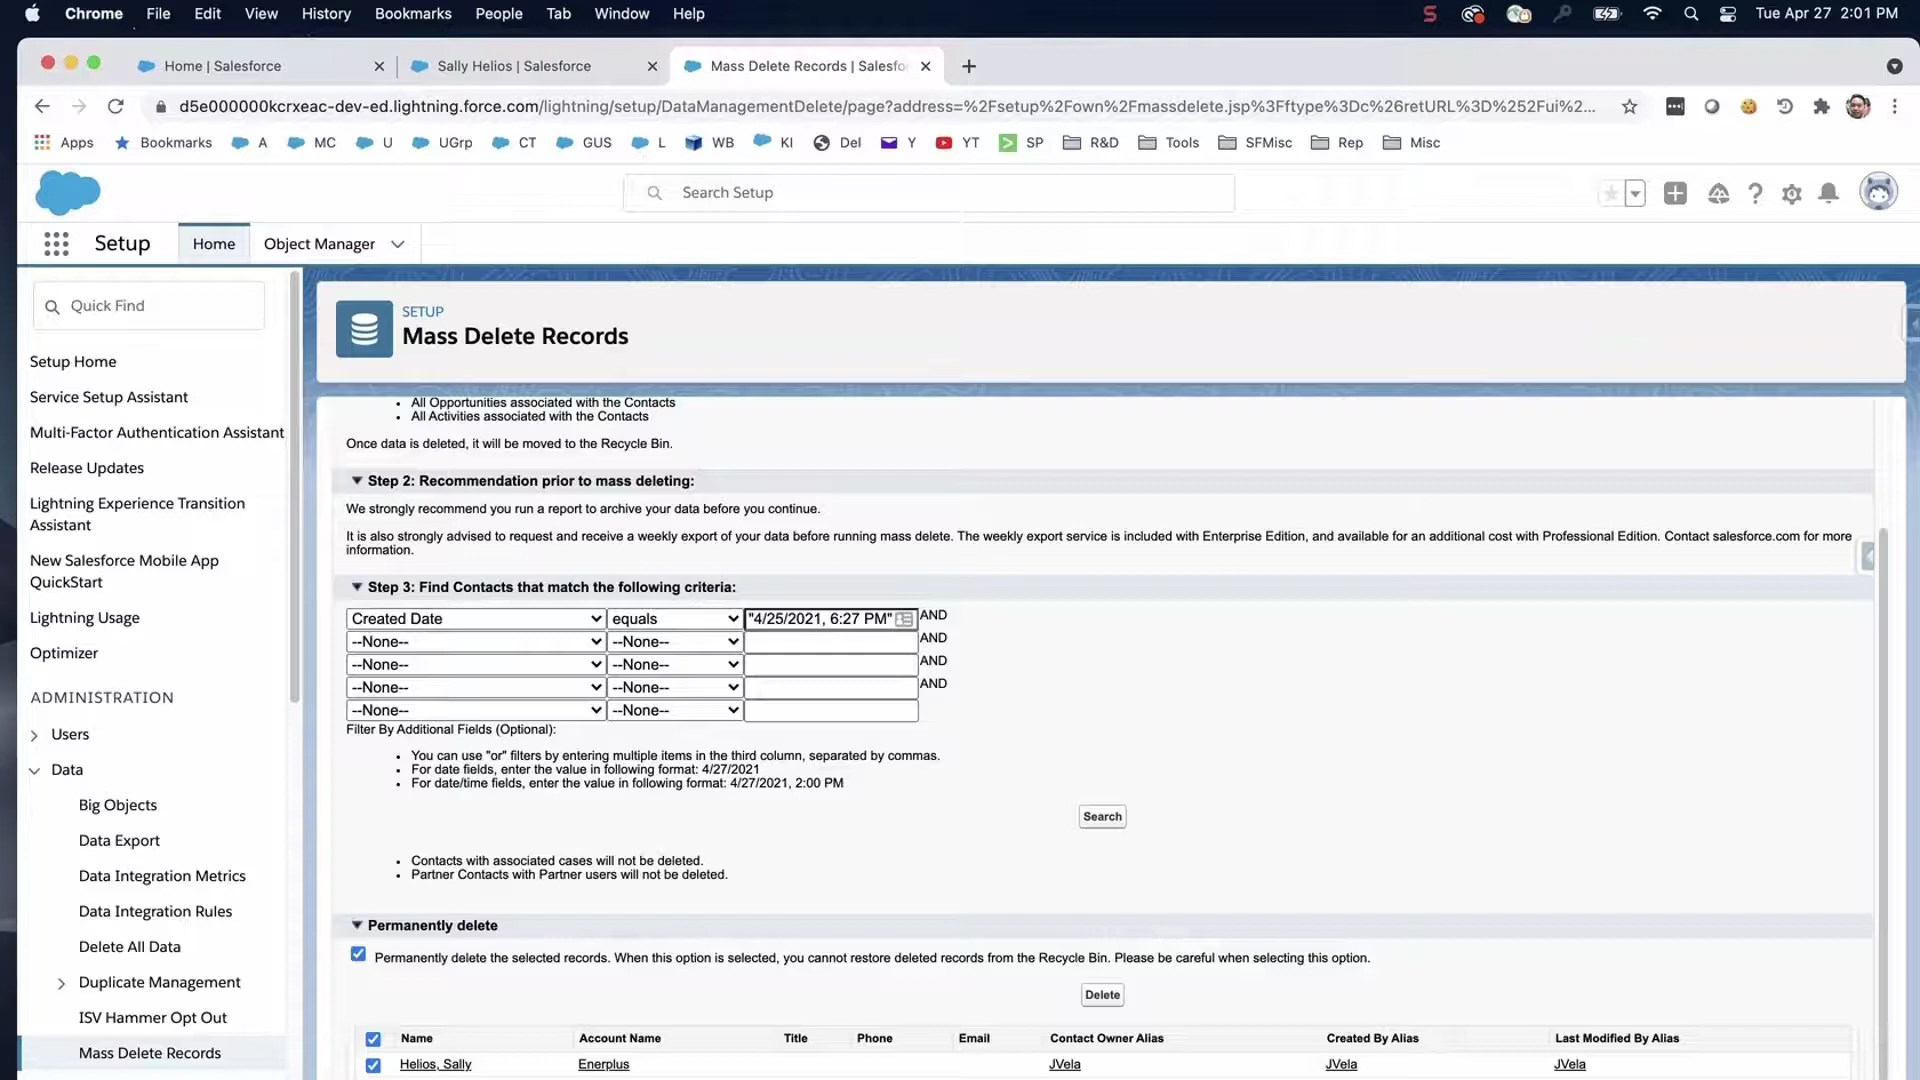 Chrome File Edit View History Bookmarks People Tab Window Help Tue Apr 27 2:01 PM
Home | Salesforce Sally Helios | Salesforce Mass Delete Records | Salesfo
d5e000000kcrxeac-dev-ed.lightning.force.com/lightning/setup/DataManagementDelete/page?address=%2Fsetup%2Fown%2Fmassdelete.jsp%3Fftype%3Dc%26retURL%3D%252Fui%2...
Apps Bookmarks A MC U UGrp CT GUS L WB KI Del Y YT SP R&D Tools SFMisc Rep Misc
Search Setup
Setup Home Object Manager
Quick Find
Setup Home
Service Setup Assistant
Multi-Factor Authentication Assistant
Release Updates
Lightning Experience Transition
Assistant
New Salesforce Mobile App
QuickStart
Lightning Usage
Optimizer
ADMINISTRATION
Users
Data
Big Objects
Data Export
Data Integration Metrics
Data Integration Rules
Delete All Data
Duplicate Management
ISV Hammer Opt Out
Mass Delete Records
SETUP
Mass Delete Records
• All Opportunities associated with the Contacts
• All Activities associated with the Contacts
Once data is deleted, it will be moved to the Recycle Bin.
Step 2: Recommendation prior to mass deleting:
We strongly recommend you run a report to archive your data before you continue.
It is also strongly advised to request and receive a weekly export of your data before running mass delete. The weekly export service is included with Enterprise Edition, and available for an additional cost with Professional Edition. Contact salesforce.com for more
information.
Step 3: Find Contacts that match the following criteria:
Created Date equals "4/25/2021, 6:27 PM" AND
--None-- --None-- AND
--None-- --None-- AND
--None-- --None-- AND
--None-- --None--
Filter By Additional Fields (Optional):
• You can use "or" filters by entering multiple items in the third column, separated by commas.
• For date fields, enter the value in following format: 4/27/2021
• For date/time fields, enter the value in following format: 4/27/2021, 2:00 PM
Search
• Contacts with associated cases will not be deleted.
• Partner Contacts with Partner users will not be deleted.
Permanently delete
Permanently delete the selected records. When this option is selected, you cannot restore deleted records from the Recycle Bin. Please be careful when selecting this option.
Delete
Name Account Name Title Phone Email Contact Owner Alias Created By Alias Last Modified By Alias
Helios, Sally Enerplus JVela JVela JVela